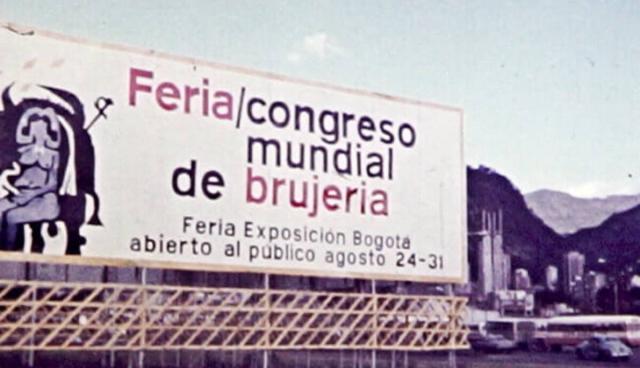 Feria/congreso
mundial
de brujeria
Feria Exposición Bogotá
abierto al público agosto 24-31